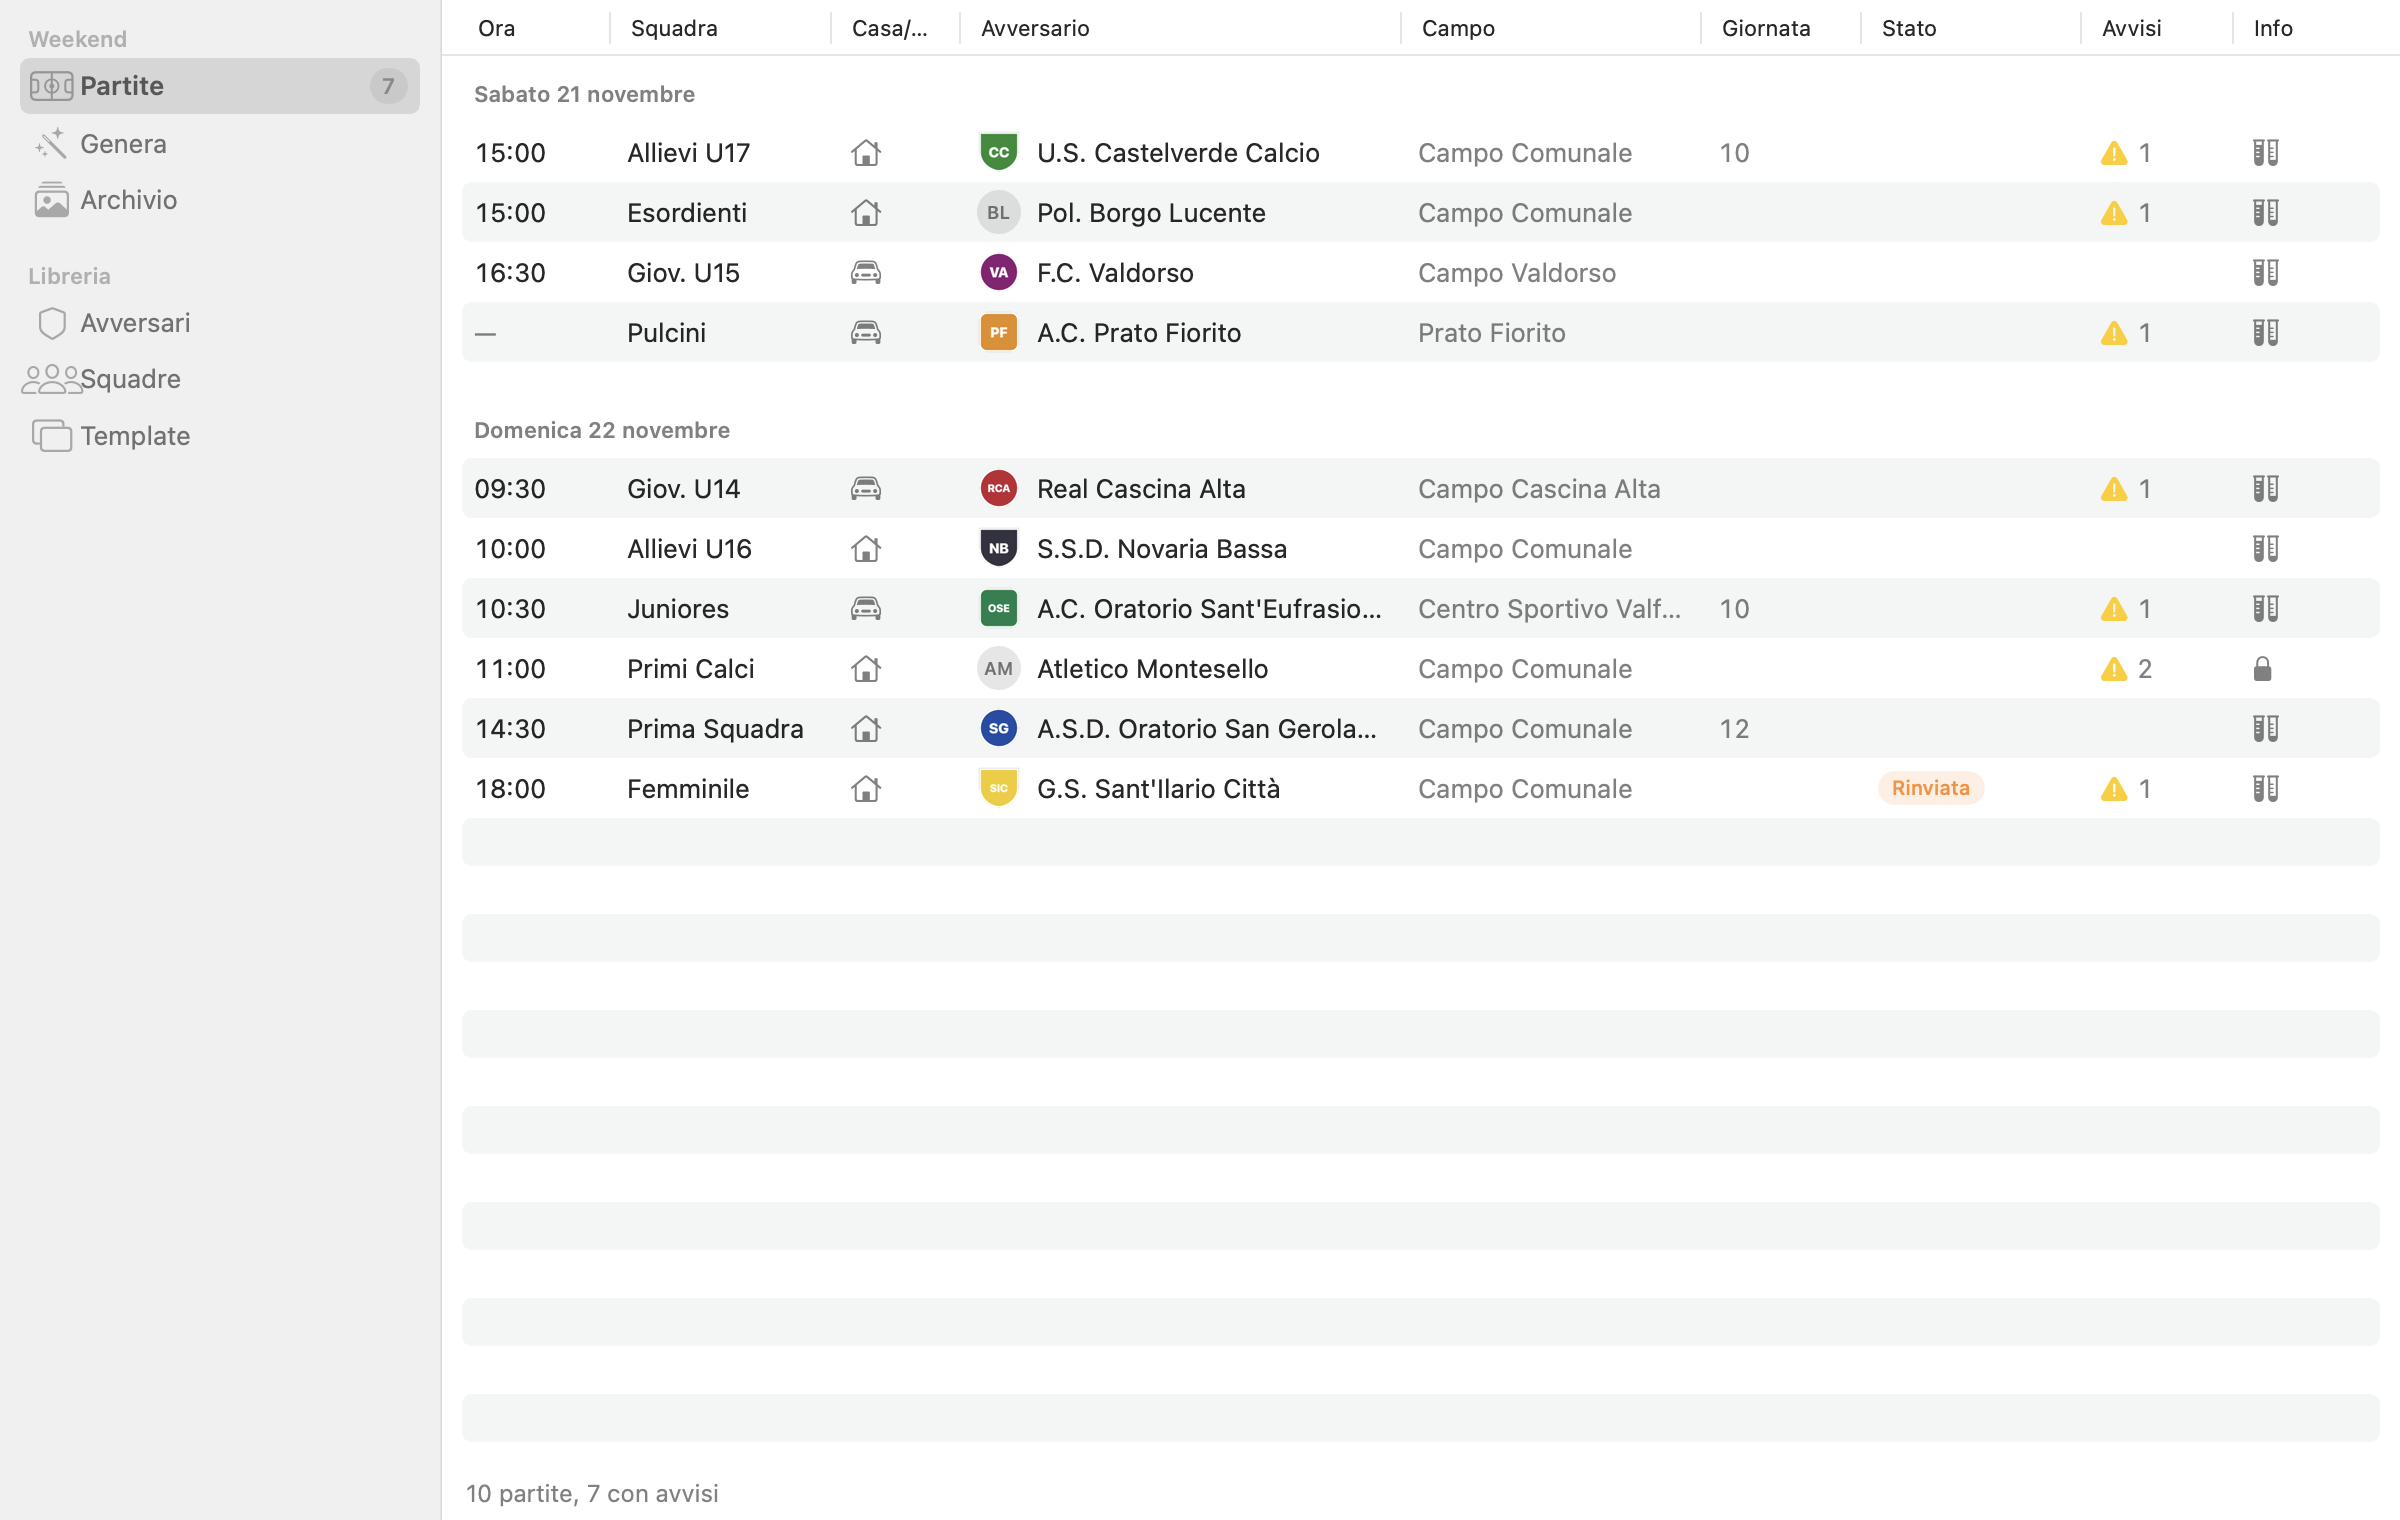 Weekend
Partite 7
Genera
Archivio
Libreria
Avversari
Squadre
Template
Ora Squadra Casa/... Avversario Campo Giornata Stato Avvisi Info
Sabato 21 novembre
15:00 Allievi U17 CC U.S. Castelverde Calcio Campo Comunale 10 1
15:00 Esordienti BL Pol. Borgo Lucente Campo Comunale 1
16:30 Giov. U15 VA F.C. Valdorso Campo Valdorso
— Pulcini PF A.C. Prato Fiorito Prato Fiorito 1
Domenica 22 novembre
09:30 Giov. U14 RCA Real Cascina Alta Campo Cascina Alta 1
10:00 Allievi U16 NB S.S.D. Novaria Bassa Campo Comunale
10:30 Juniores OSE A.C. Oratorio Sant'Eufrasio... Centro Sportivo Valf... 10 1
11:00 Primi Calci AM Atletico Montesello Campo Comunale 2
14:30 Prima Squadra SG A.S.D. Oratorio San Gerola... Campo Comunale 12
18:00 Femminile SIC G.S. Sant'Ilario Città Campo Comunale Rinviata 1
10 partite, 7 con avvisi